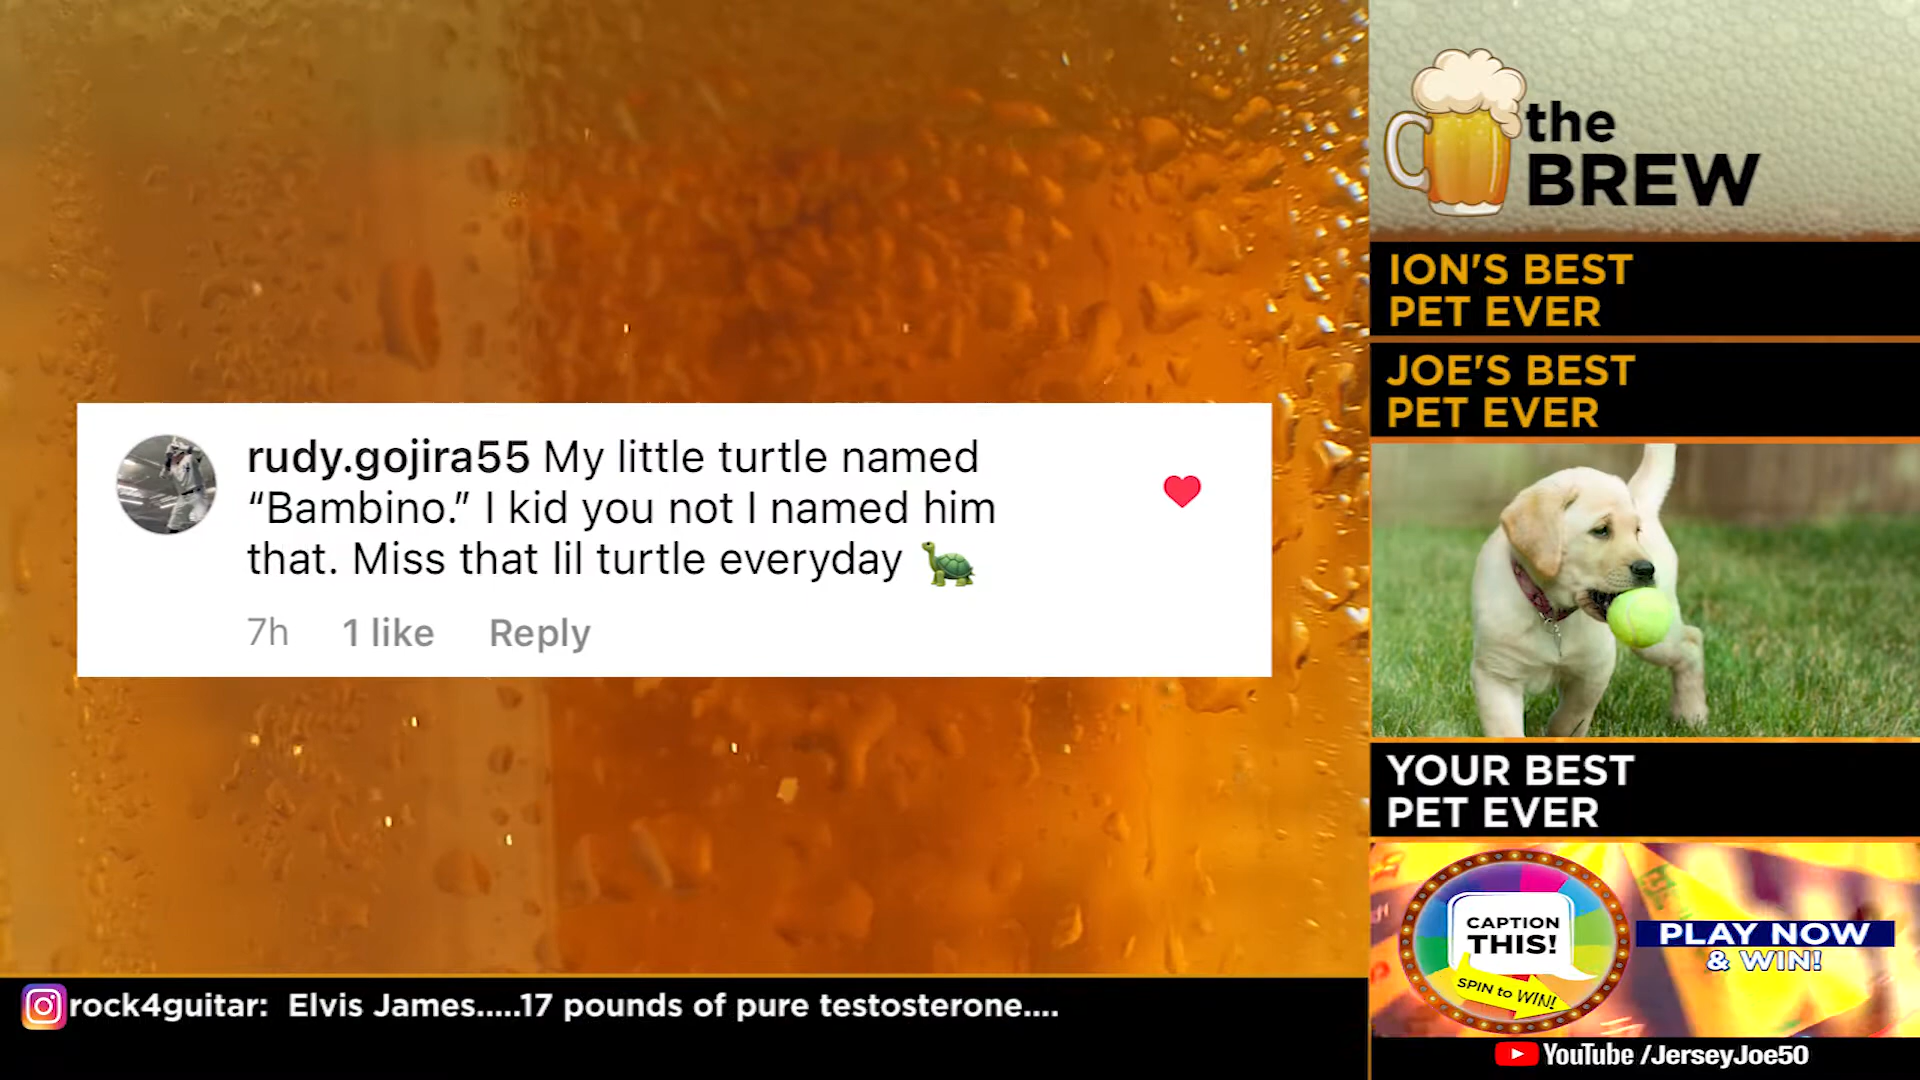 the
BREW
ION'S BEST
PET EVER
JOE'S BEST
PET EVER
rudy.gojira55 My little turtle named
“Bambino.” I kid you not I named him
that. Miss that lil turtle everyday 🐢
7h 1 like Reply
YOUR BEST
PET EVER
CAPTION
THIS!
SPIN to WIN!
PLAY NOW
& WIN!
rock4guitar: Elvis James.....17 pounds of pure testosterone....
YouTube /JerseyJoe50